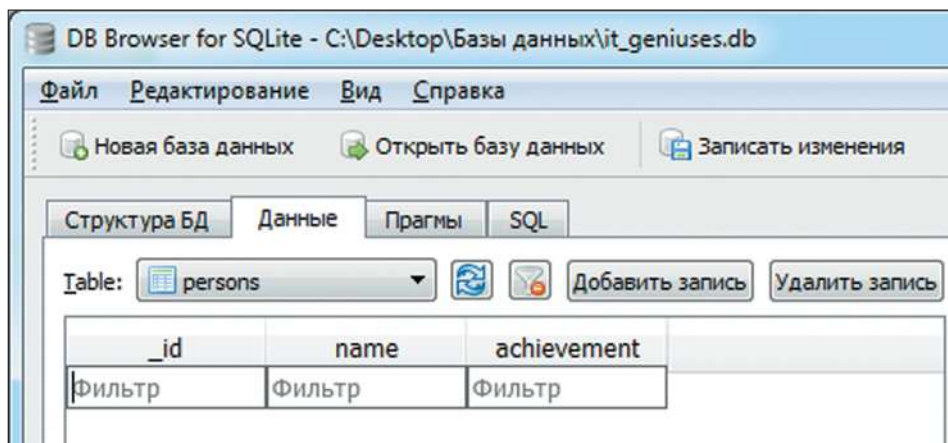 DB Browser for SQLite - C:\Desktop\Базы данных\it_geniuses.db
Файл Редактирование Вид Справка
Новая база данных Открыть базу данных Записать изменения
Структура БД Данные Прагмы SQL
Table: persons Добавить запись Удалить запись
_id name achievement
Фильтр Фильтр Фильтр